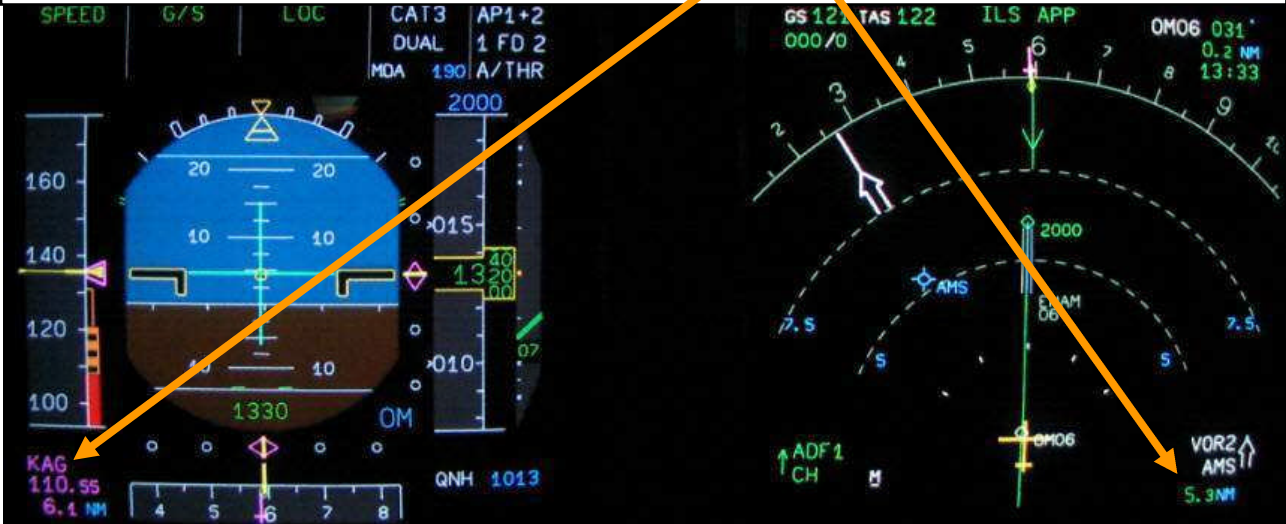 SPEED G/S LOC CAT3 AP1+2
DUAL 1 FD 2
MDA 190 A/THR
2000
160
140
120
100
20 20
10 10
10 10
015
010
13 40
20
00
07
1330
OM
KAG
110.55
6.1 NM
4 5 6 7 8
QNH 1013
GS 121 TAS 122 ILS APP OM06 031°
000/0 0.2 NM
13:33
2 3 4 5 6 7 8 9 10
2000
AMS
06
7.5 7.5
5 5
OM06
ADF1
CH M
VOR2
AMS
5.3NM